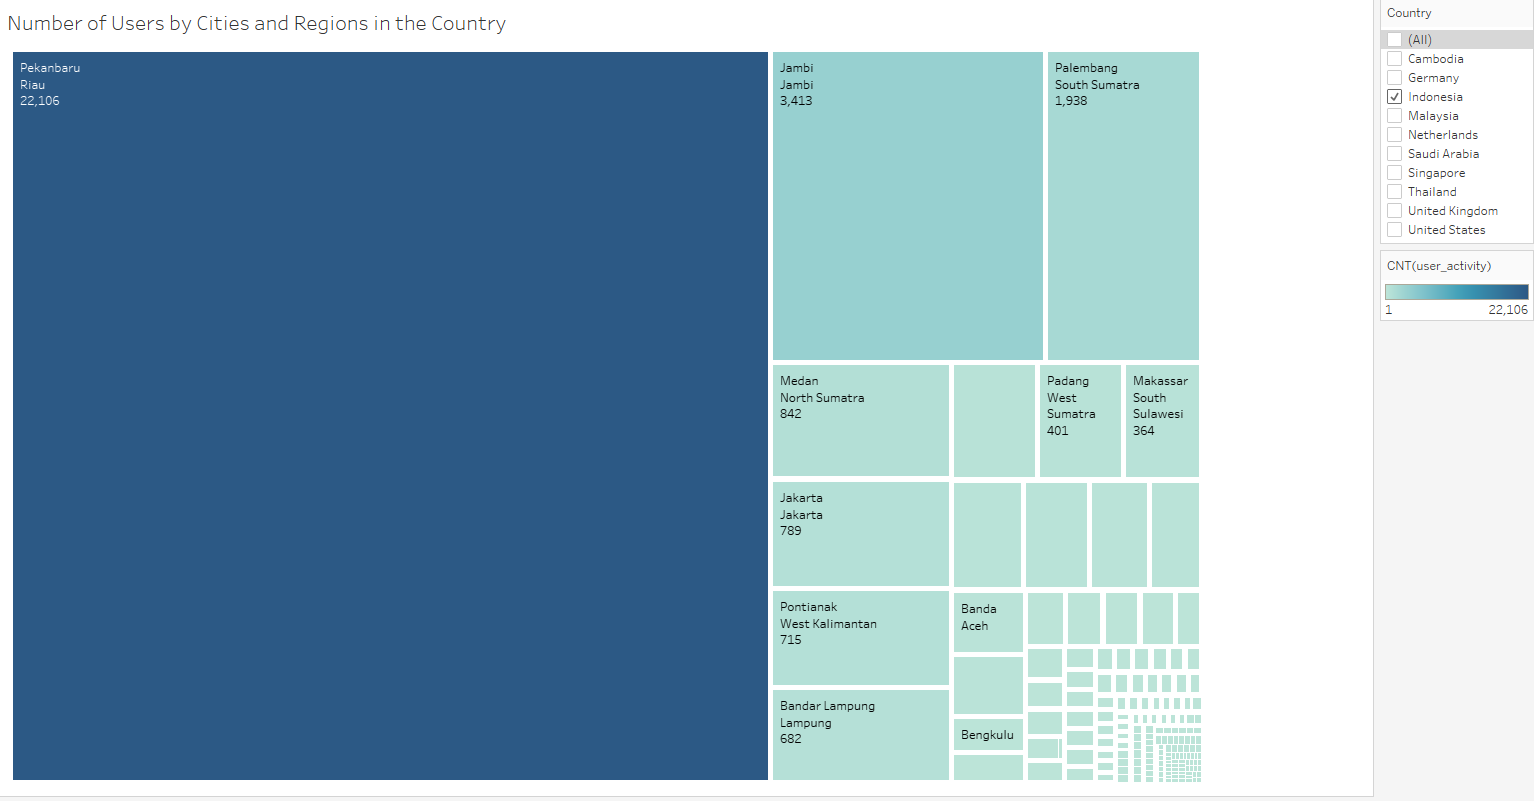 Number of Users by Cities and Regions in the Country
Pekanbaru
Riau
22,106
Jambi
Jambi
3,413
Palembang
South Sumatra
1,938
Medan
North Sumatra
842
Padang
West
Sumatra
401
Makassar
South
Sulawesi
364
Jakarta
Jakarta
789
Pontianak
West Kalimantan
715
Banda
Aceh
Bandar Lampung
Lampung
682
Bengkulu
Country
(All)
Cambodia
Germany
Indonesia
Malaysia
Netherlands
Saudi Arabia
Singapore
Thailand
United Kingdom
United States
CNT(user_activity)
1
22,106